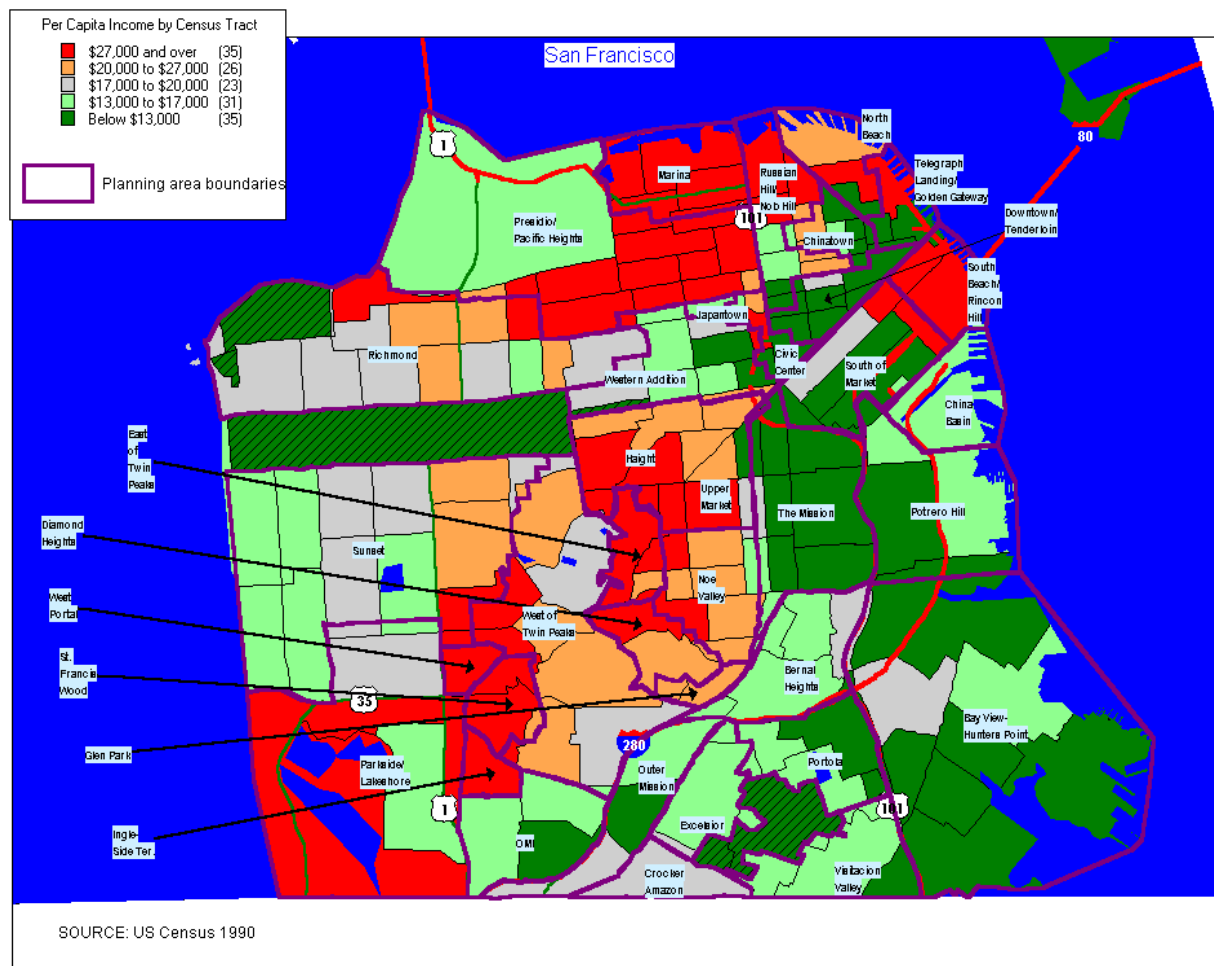 Per Capita Income by Census Tract
$27,000 and over (35)
$20,000 to $27,000 (26)
$17,000 to $20,000 (23)
$13,000 to $17,000 (31)
Below $13,000 (35)
Planning area boundaries
San Francisco
1
80
North
Beach
Telegraph
Landing/
Golden Gateway
Downtown/
Tenderloin
Marina
Russian
Hill/
Nob Hill
101
Presidio/
Pacific Heights
Chinatown
South
Beach/
Rincon
Hill
Japantown
Richmond
Civic
Center
South of
Market
Western Addition
China
Basin
East
of
Twin
Peaks
Haight
Upper
Market
The Mission
Potrero Hill
Diamond
Heights
Sunset
Noe
Valley
West
Portal
West of
Twin Peaks
St.
Francis
Wood
Bernal
Heights
35
Bay View-
Hunters Point
Glen Park
280
Parkside/
Lakeshore
Outer
Mission
Portola
1
101
Ingle-
Side Ter.
OMI
Excelsior
Crocker
Amazon
Visitacion
Valley
SOURCE: US Census 1990